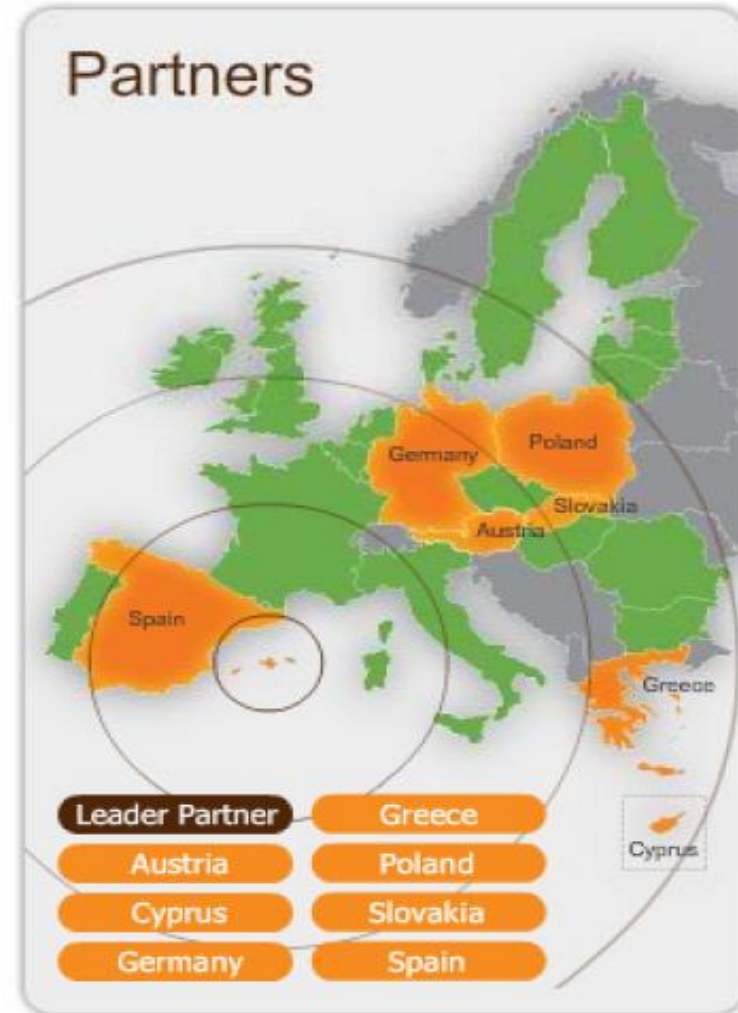 Partners
Germany
Poland
Slovakia
Austria
Spain
Greece
Cyprus
Leader Partner
Greece
Austria
Poland
Cyprus
Slovakia
Germany
Spain